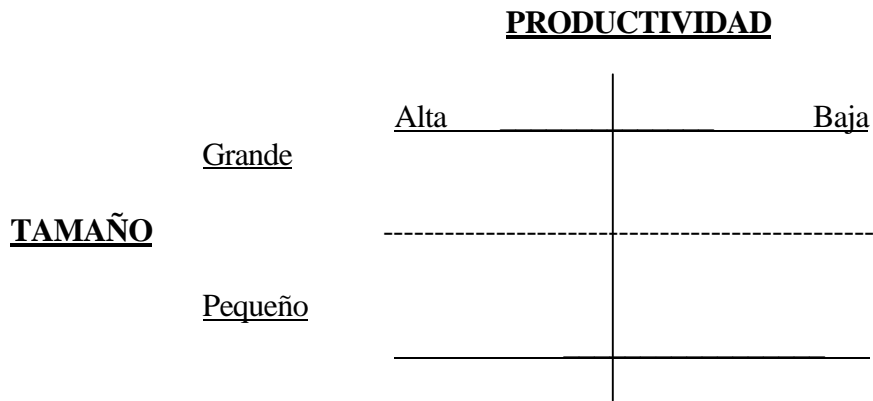 PRODUCTIVIDAD
Alta Baja
Grande
TAMAÑO
Pequeño